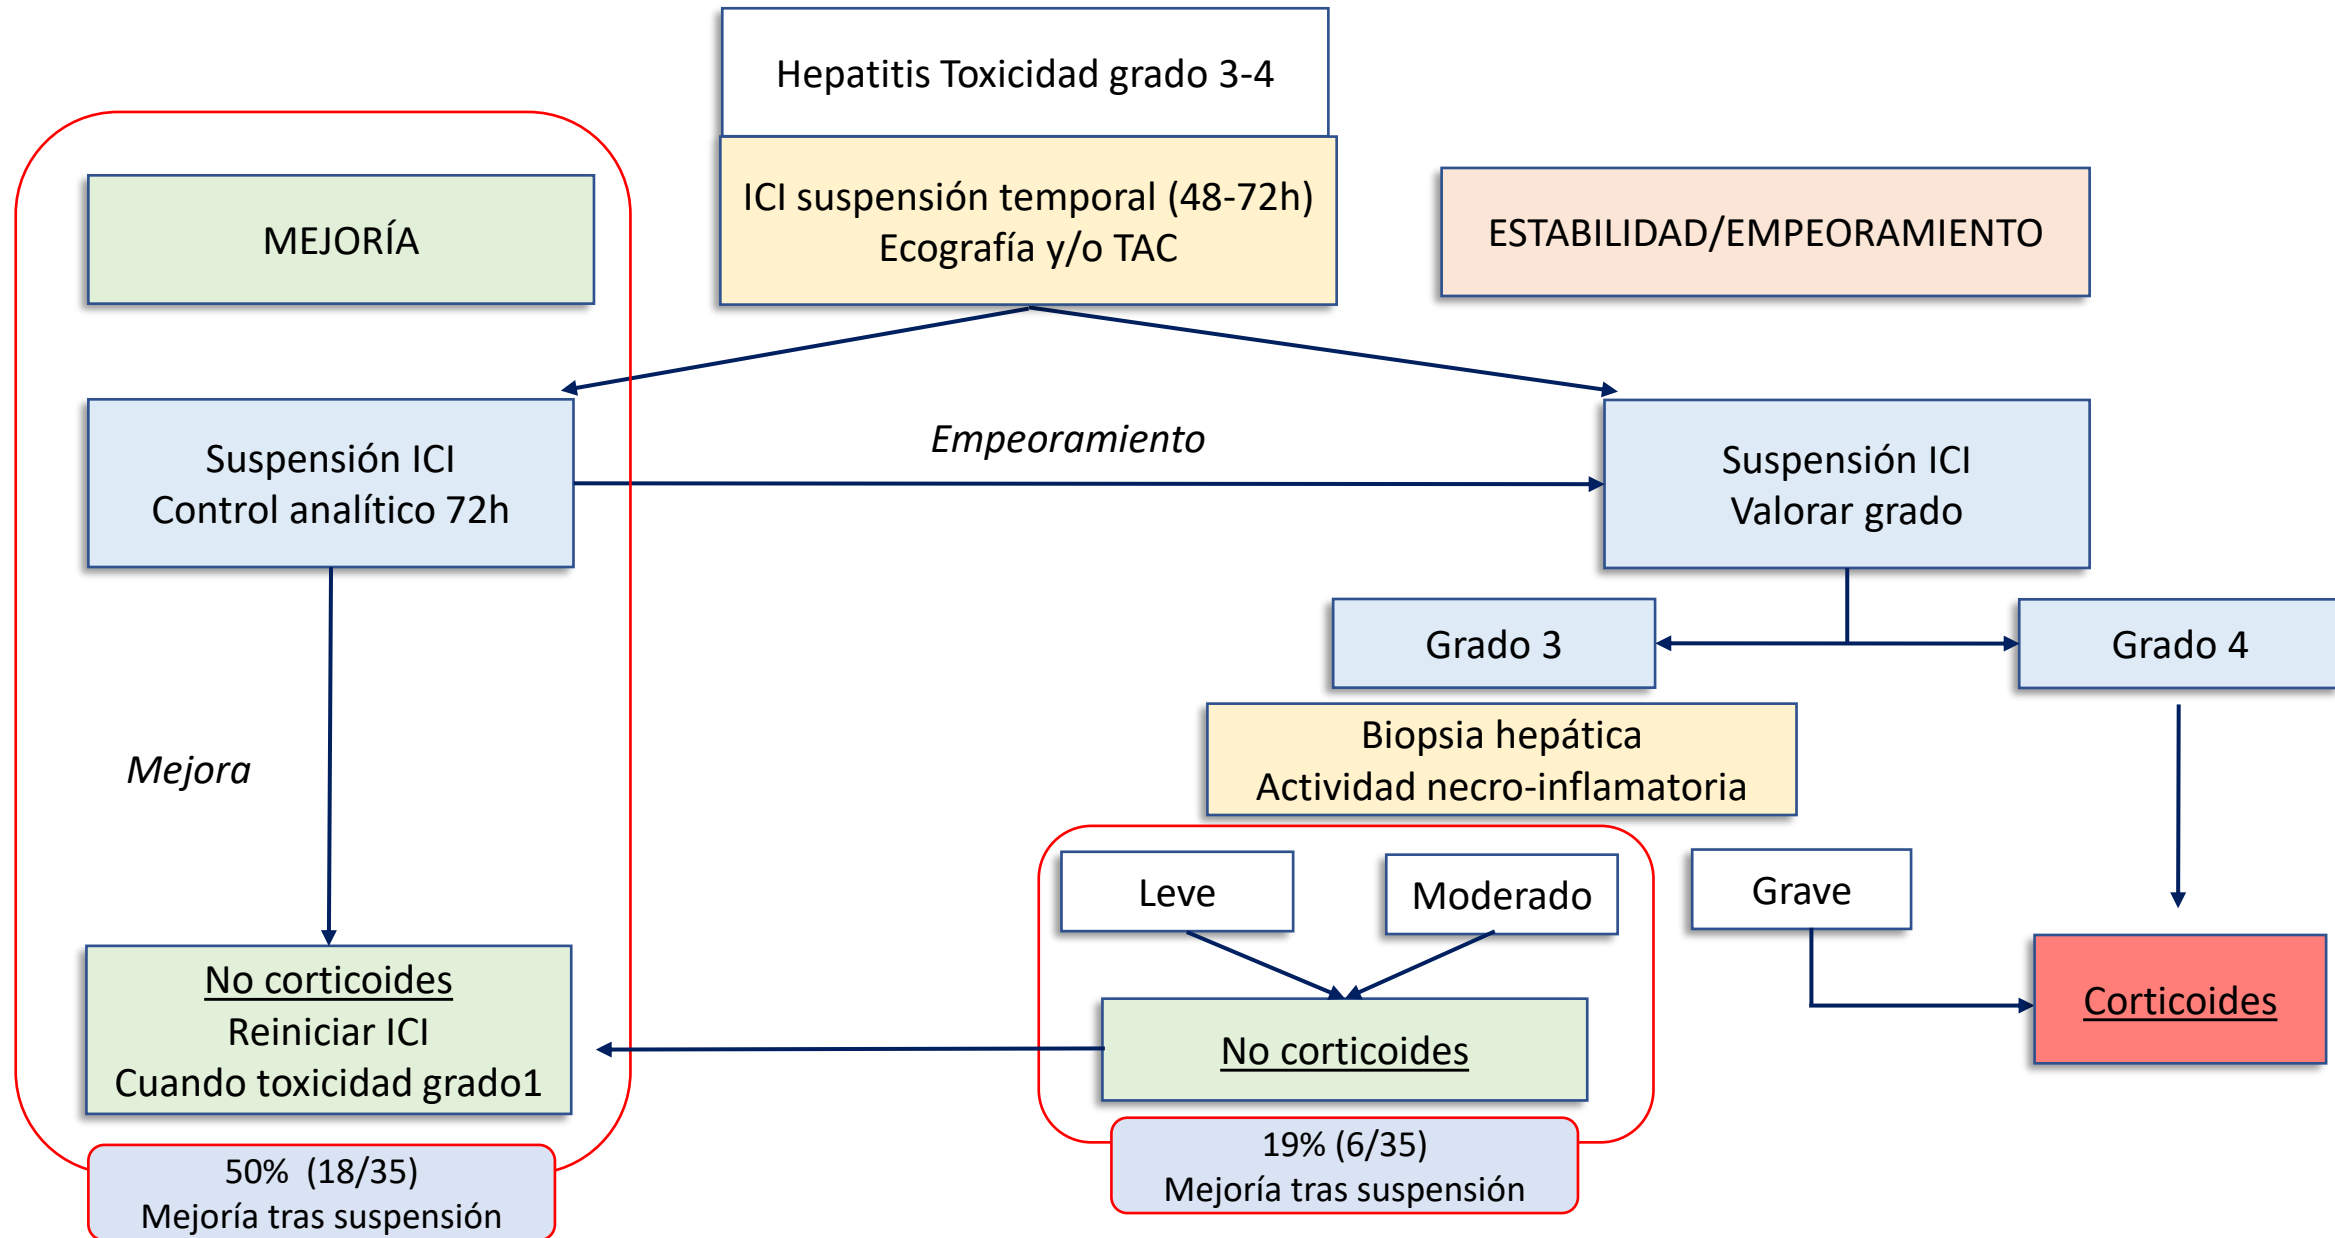 Hepatitis Toxicidad grado 3-4
ICI suspensión temporal (48-72h)
Ecografía y/o TAC
MEJORÍA
ESTABILIDAD/EMPEORAMIENTO
Suspensión ICI
Control analítico 72h
Empeoramiento
Suspensión ICI
Valorar grado
Grado 3
Grado 4
Biopsia hepática
Actividad necro-inflamatoria
Mejora
Leve
Moderado
Grave
No corticoides
Reiniciar ICI
Cuando toxicidad grado1
No corticoides
Corticoides
50% (18/35)
Mejoría tras suspensión
19% (6/35)
Mejoría tras suspensión